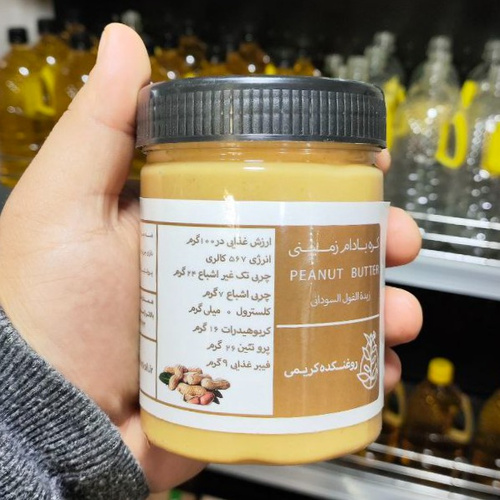 ارزش غذایی در ۱۰۰ گرم
انرژی ۵۶۷ کالری
چربی تک غیر اشباع ۲۴ گرم
چربی اشباع ۷ گرم
کلسترول ۰ میلی گرم
کربوهیدرات ۱۶ گرم
پروتئین ۲۶ گرم
فیبر غذایی ۹ گرم
کره بادام زمینی
PEANUT BUTTER
زبدة الفول السودانی
روغنکده کریمی